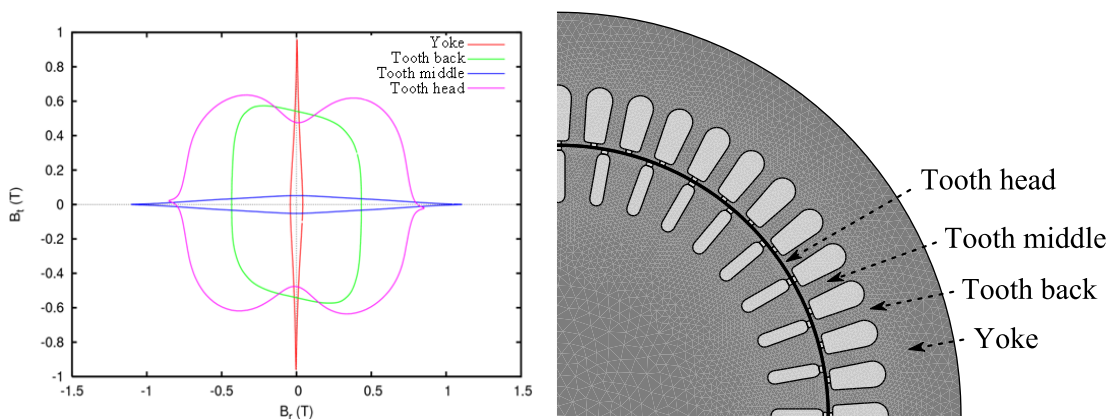 1
0.8
0.6
0.4
0.2
0
-0.2
-0.4
-0.6
-0.8
-1
-1.5
-1
-0.5
0
0.5
1
1.5
B_t (T)
B_r (T)
Yoke
Tooth back
Tooth middle
Tooth head
Tooth head
Tooth middle
Tooth back
Yoke